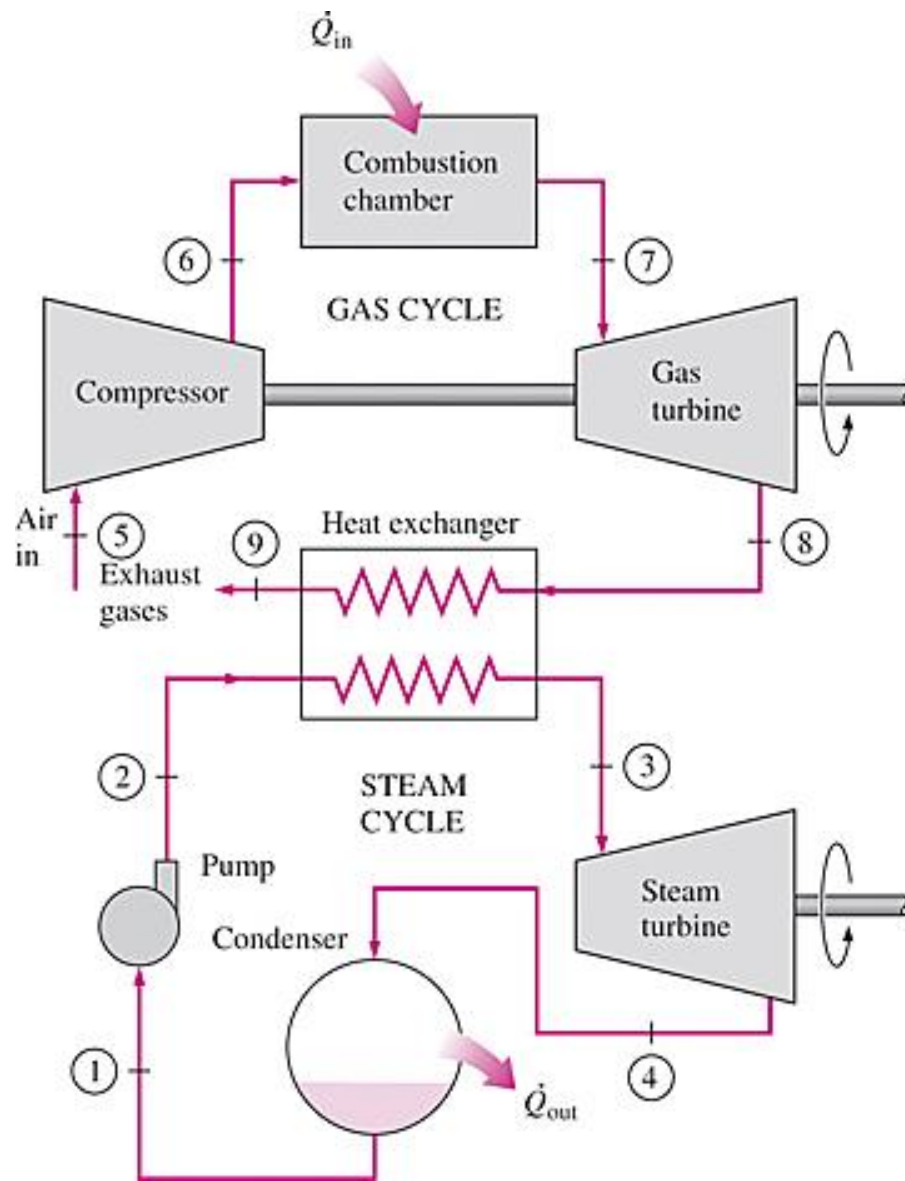 Q̇in
Combustion
chamber
6
7
GAS CYCLE
Compressor
Gas
turbine
Air
in
5
9
Heat exchanger
8
Exhaust
gases
2
3
STEAM
CYCLE
Pump
Steam
turbine
Condenser
1
4
Q̇out